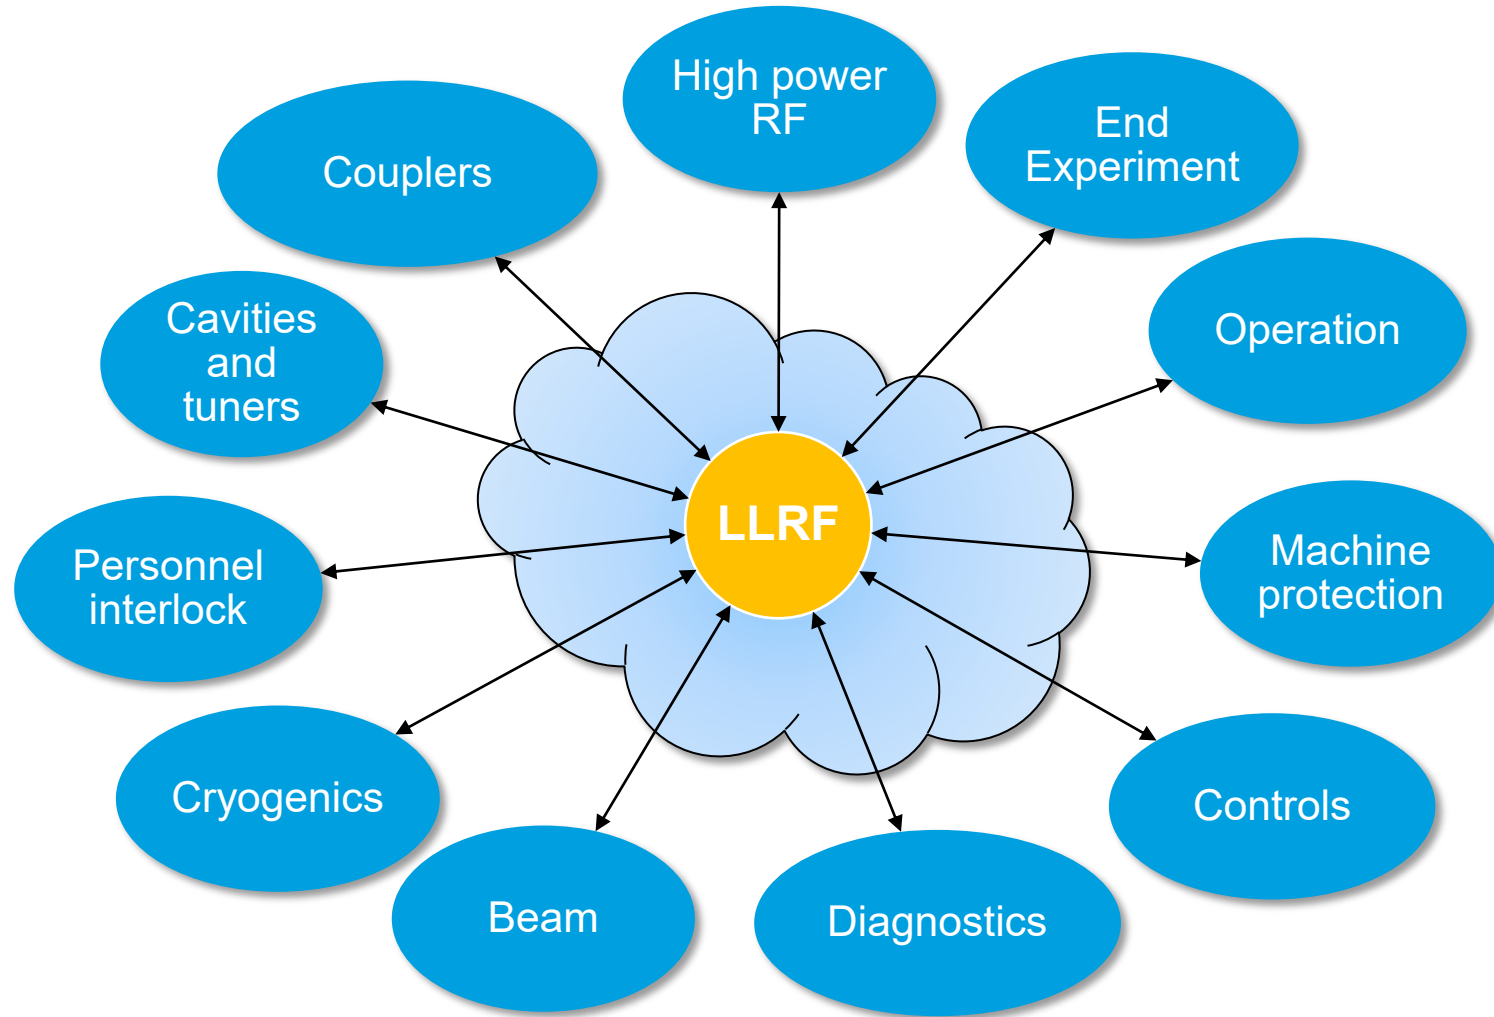 High power
RF
End
Experiment
Couplers
Cavities
and
tuners
Operation
LLRF
Personnel
interlock
Machine
protection
Cryogenics
Controls
Beam
Diagnostics